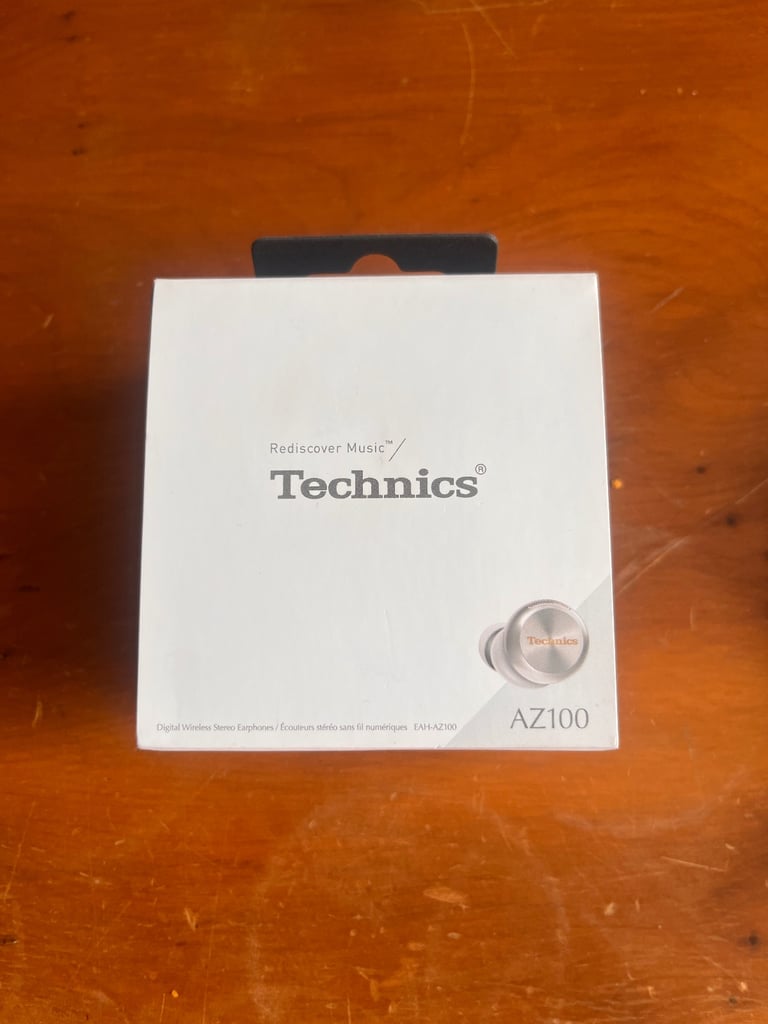 Rediscover Music™/
Technics®
Technics
Digital Wireless Stereo Earphones / Écouteurs stéréo sans fil numériques EAH-AZ100
AZ100